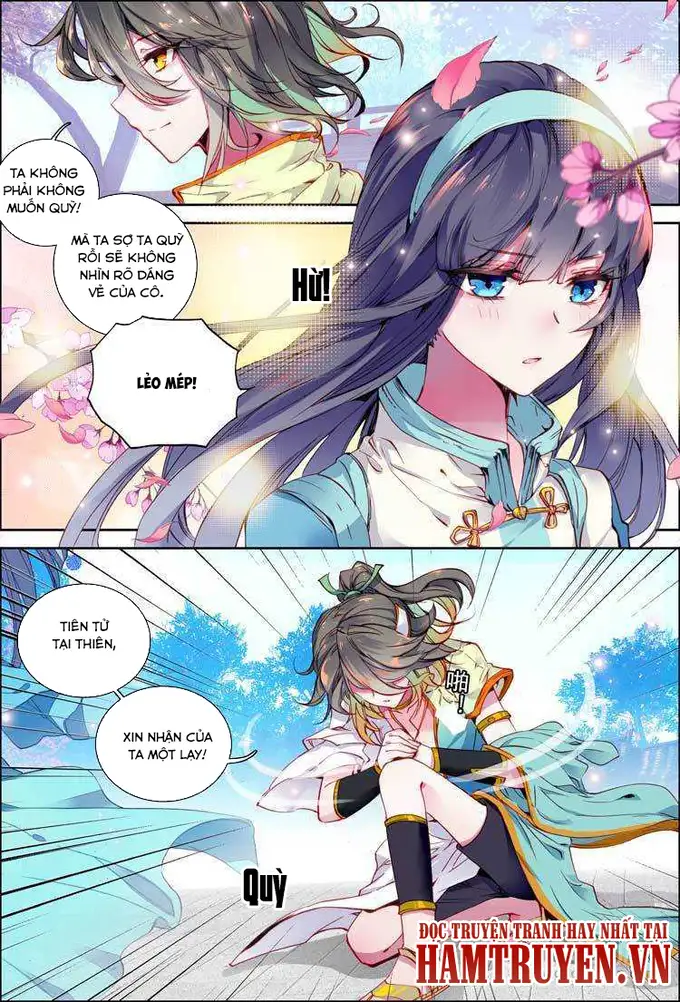 TA KHÔNG
PHẢI KHÔNG
MUỐN QUỲ!
MÀ TA SỢ TA QUỲ
RỒI SẼ KHÔNG
NHÌN RÕ DÁNG
VẺ CỦA CÔ.
HỪ!
LẺO MÉP!
TIÊN TỬ
TẠI THIÊN,
XIN NHẬN CỦA
TA MỘT LẠY!
啪!
QUỲ
ĐỌC TRUYỆN TRANH HAY NHẤT TẠI
HAMTRUYEN.VN